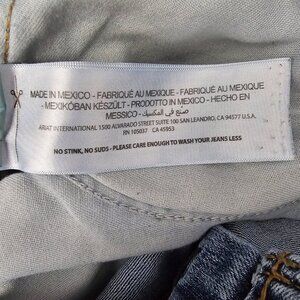 MADE IN MEXICO - FABRIQUÉ AU MEXIQUE - FABRIQUÉ AU MEXIQUE
- MEXIKÓBAN KÉSZÜLT - PRODOTTO IN MEXICO - HECHO EN
MESSICO - صنع في المكسيك
ARIAT INTERNATIONAL 1500 ALVARADO STREET SUITE 100 SAN LEANDRO, CA 94577 U.S.A.
RN 105037 CA 45953
NO STINK, NO SUDS - PLEASE CARE ENOUGH TO WASH YOUR JEANS LESS